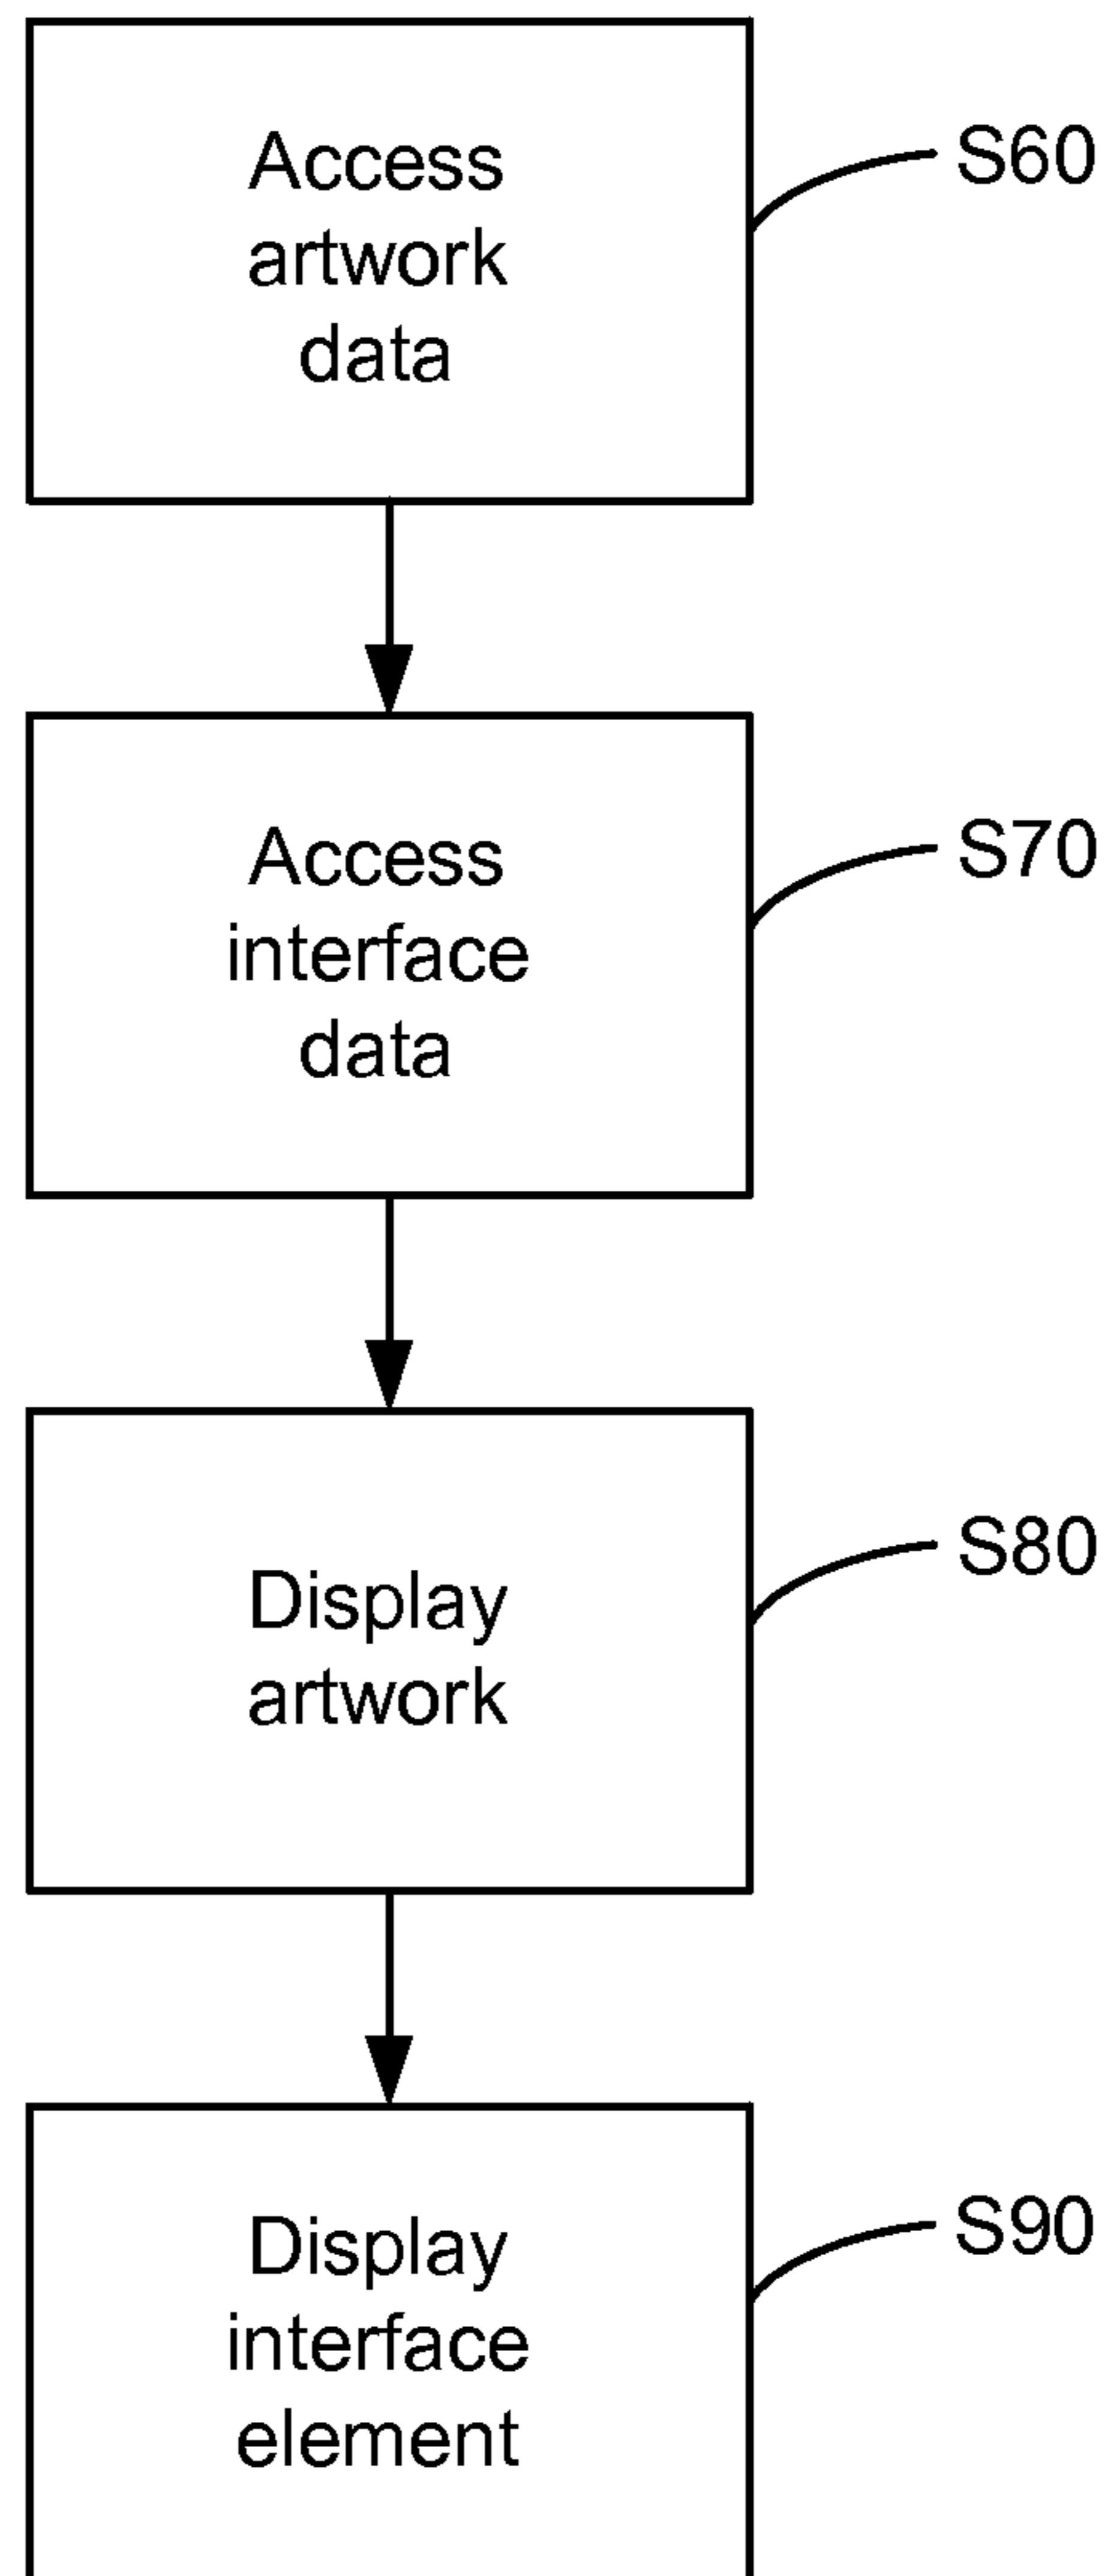 Access
artwork
data
S60
Access
interface
data
S70
Display
artwork
S80
Display
interface
element
S90